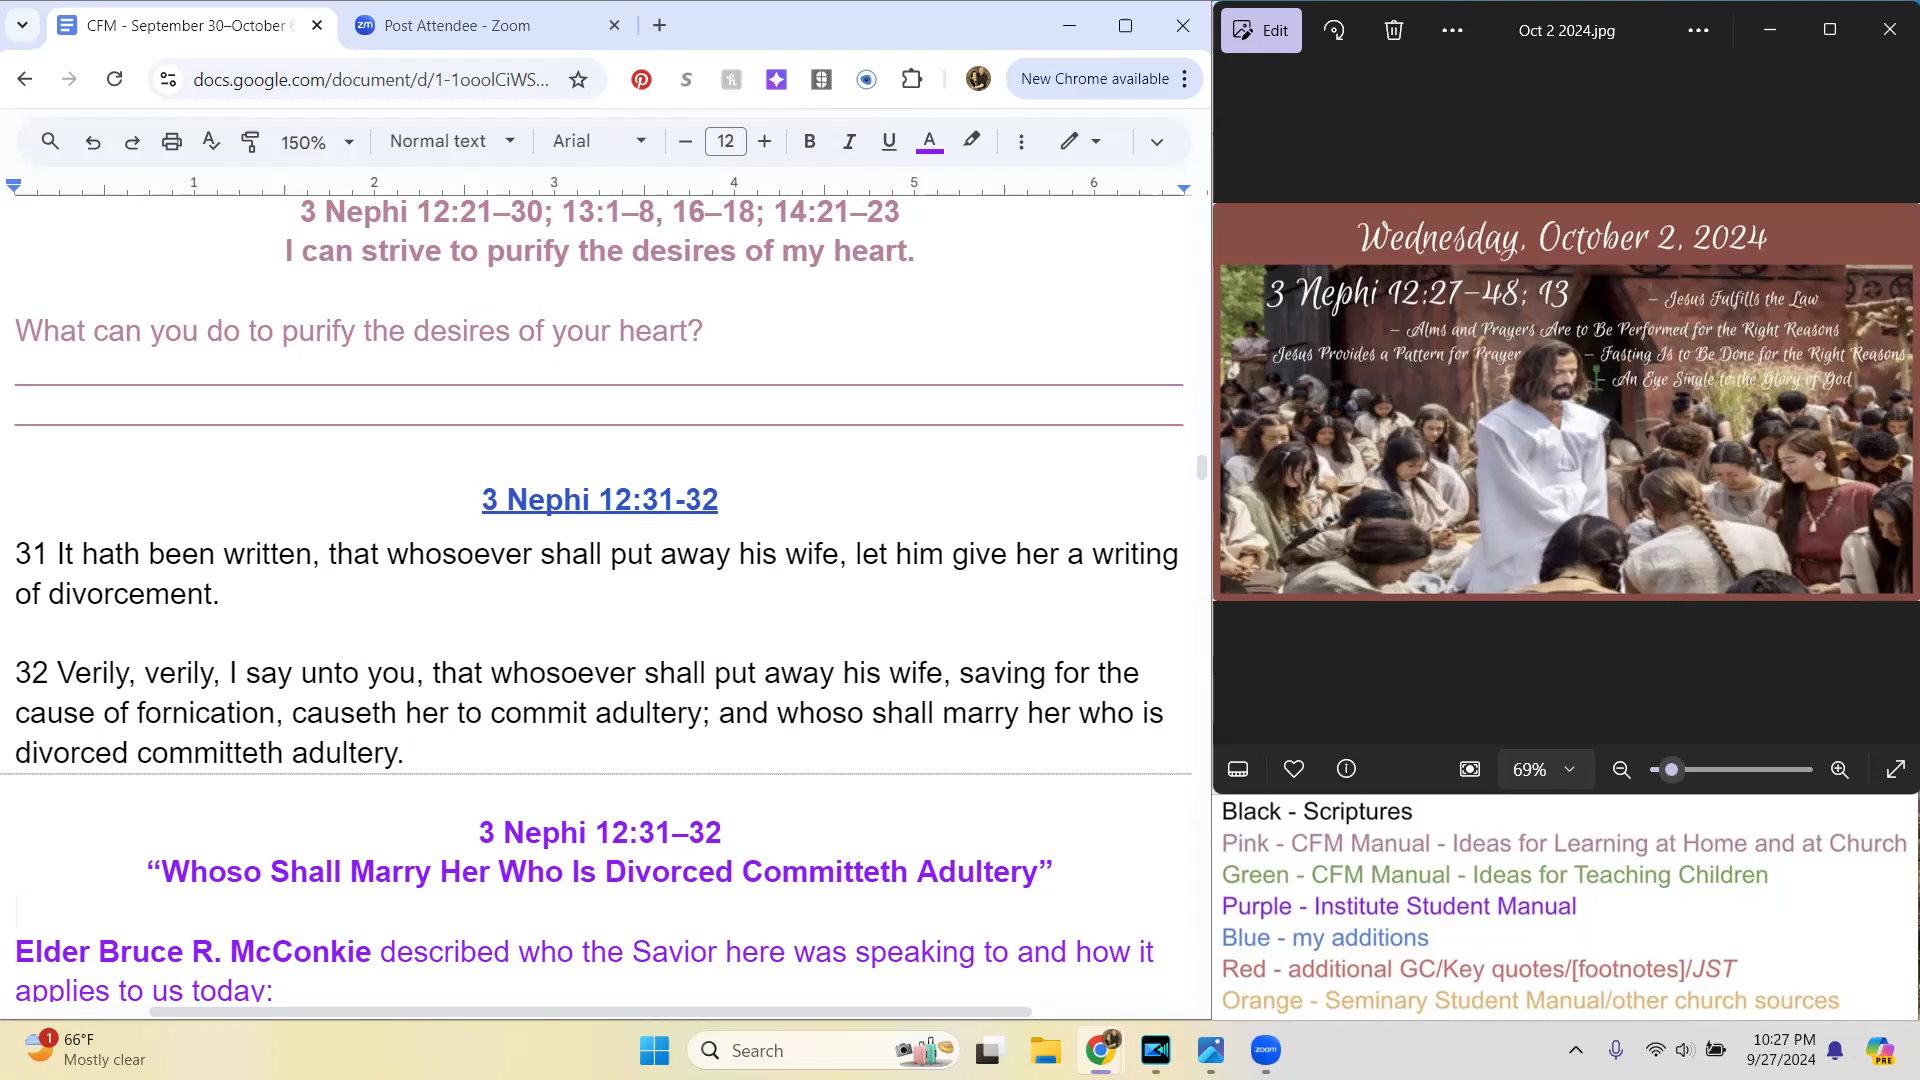 CFM - September 30–October 6
Post Attendee - Zoom
docs.google.com/document/d/1-1ooolCiWS...
New Chrome available
150%
Normal text
Arial
12
B
I
U
A
1
2
3
4
5
6
3 Nephi 12:21–30; 13:1–8, 16–18; 14:21–23
I can strive to purify the desires of my heart.
What can you do to purify the desires of your heart?
3 Nephi 12:31-32
31 It hath been written, that whosoever shall put away his wife, let him give her a writing
of divorcement.
32 Verily, verily, I say unto you, that whosoever shall put away his wife, saving for the
cause of fornication, causeth her to commit adultery; and whoso shall marry her who is
divorced committeth adultery.
3 Nephi 12:31–32
“Whoso Shall Marry Her Who Is Divorced Committeth Adultery”
Elder Bruce R. McConkie described who the Savior here was speaking to and how it
applies to us today:
Edit
Oct 2 2024.jpg
Wednesday, October 2, 2024
3 Nephi 12:27–48; 13
– Jesus Fulfills the Law
– Alms and Prayers Are to Be Performed for the Right Reasons
– Jesus Provides a Pattern for Prayer
– Fasting Is to Be Done for the Right Reasons
– An Eye Single to the Glory of God
69%
Black - Scriptures
Pink - CFM Manual - Ideas for Learning at Home and at Church
Green - CFM Manual - Ideas for Teaching Children
Purple - Institute Student Manual
Blue - my additions
Red - additional GC/Key quotes/[footnotes]/JST
Orange - Seminary Student Manual/other church sources
1
66°F
Mostly clear
Search
zoom
10:27 PM
9/27/2024
PRE